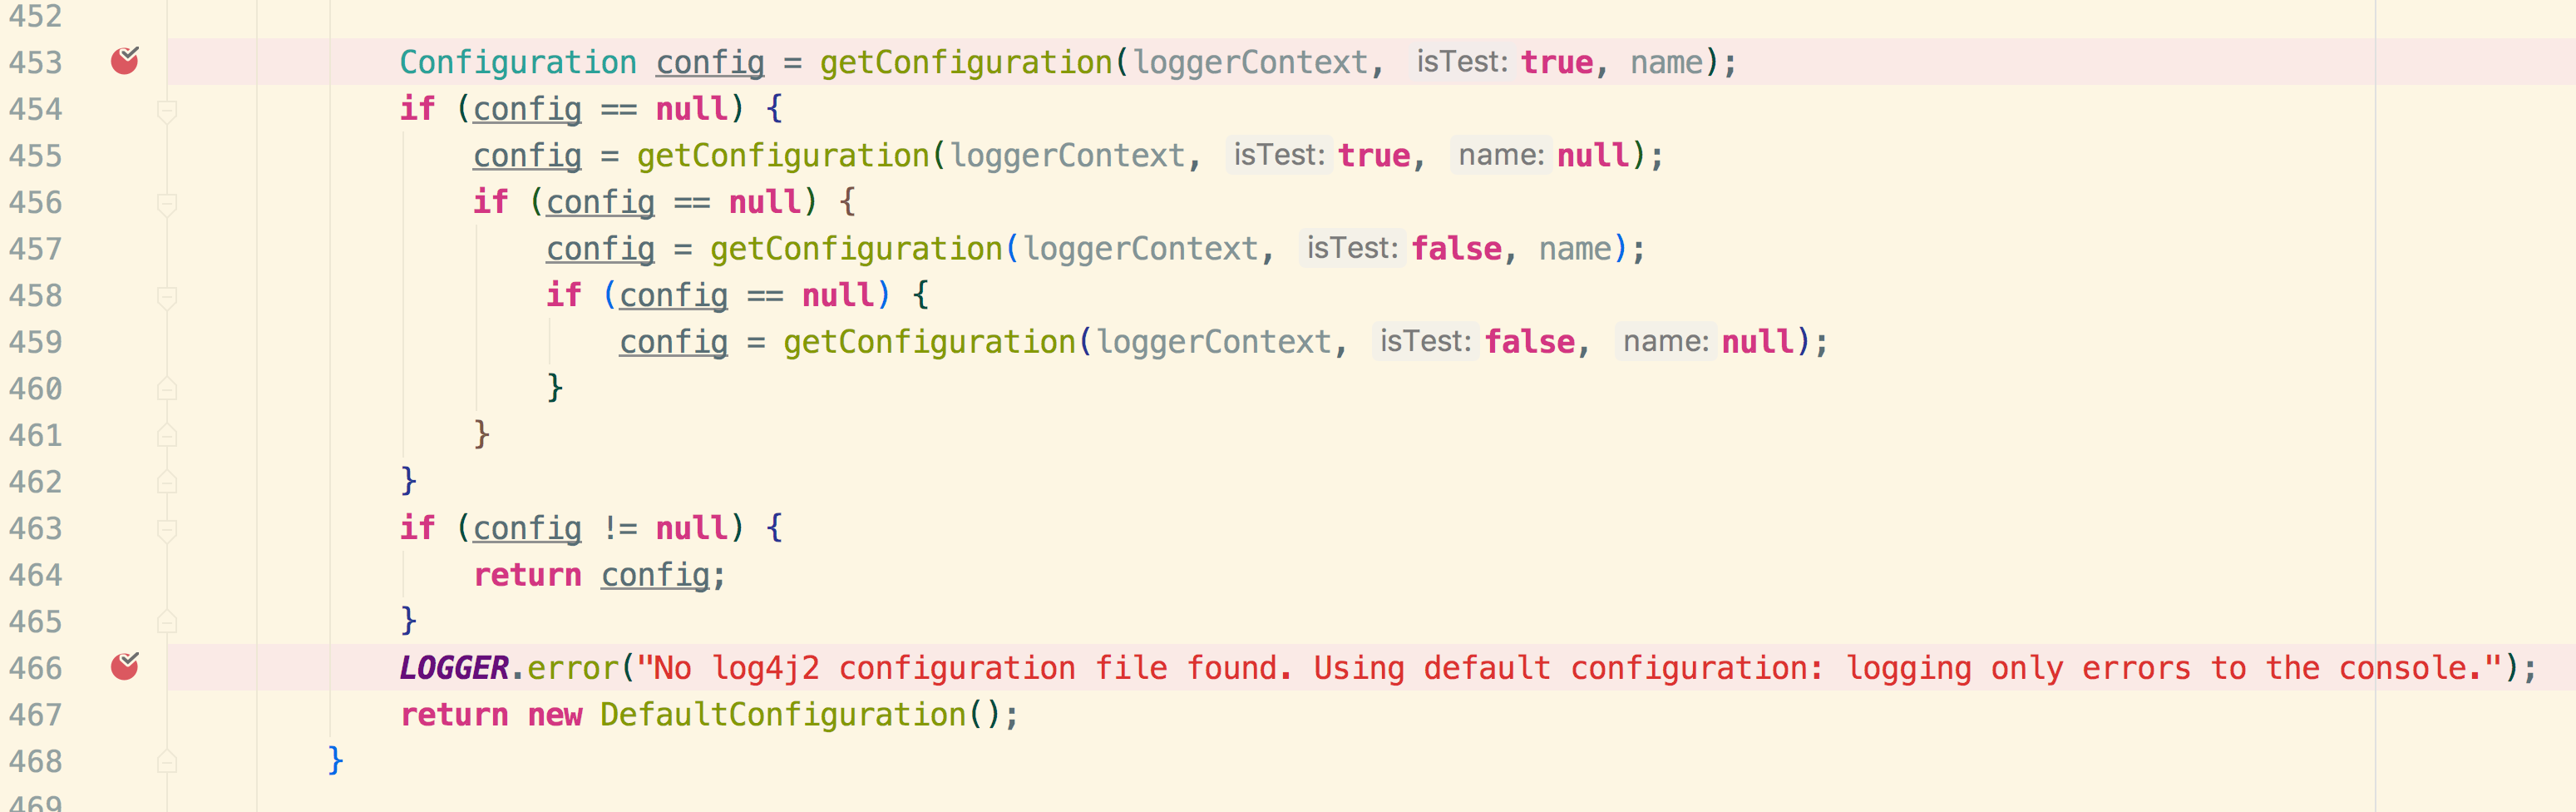 452
453 Configuration config = getConfiguration(loggerContext, isTest: true, name);
454 if (config == null) {
455 config = getConfiguration(loggerContext, isTest: true, name: null);
456 if (config == null) {
457 config = getConfiguration(loggerContext, isTest: false, name);
458 if (config == null) {
459 config = getConfiguration(loggerContext, isTest: false, name: null);
460 }
461 }
462 }
463 if (config != null) {
464 return config;
465 }
466 LOGGER.error("No log4j2 configuration file found. Using default configuration: logging only errors to the console.");
467 return new DefaultConfiguration();
468 }
469